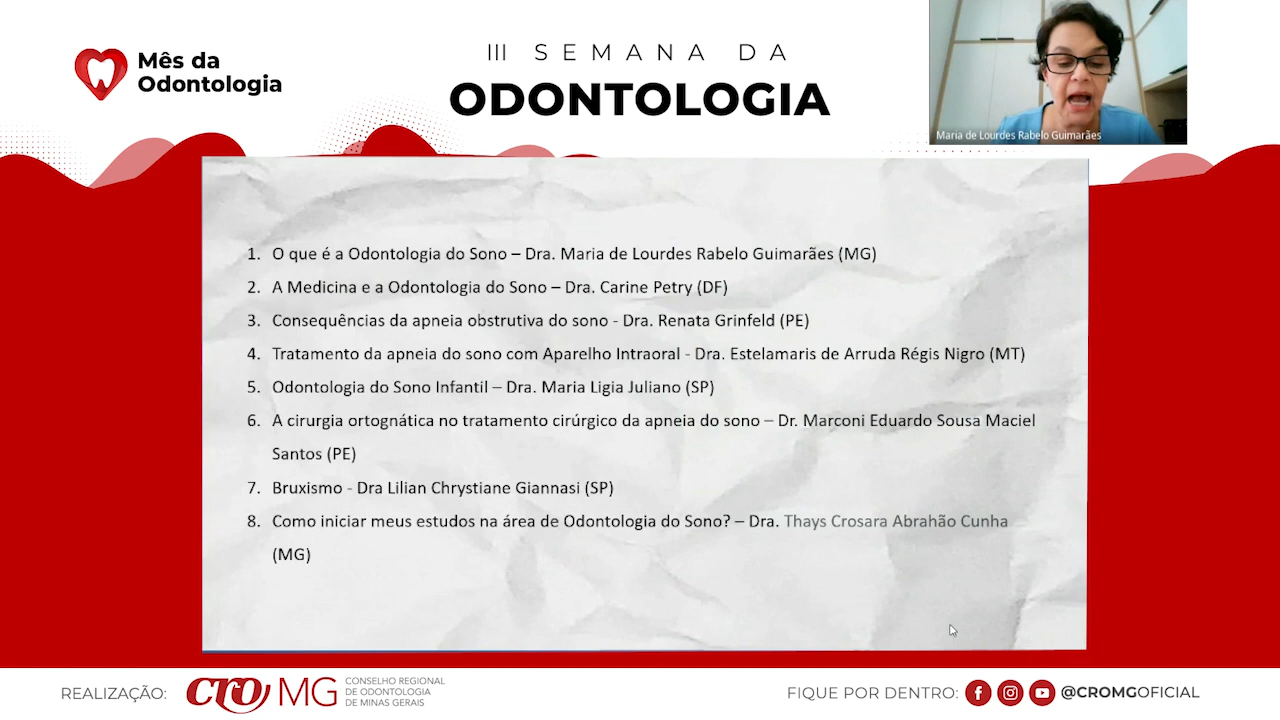 Mês da
Odontologia
III SEMANA DA
ODONTOLOGIA
Maria de Lourdes Rabelo Guimarães
1. O que é a Odontologia do Sono – Dra. Maria de Lourdes Rabelo Guimarães (MG)
2. A Medicina e a Odontologia do Sono – Dra. Carine Petry (DF)
3. Consequências da apneia obstrutiva do sono - Dra. Renata Grinfeld (PE)
4. Tratamento da apneia do sono com Aparelho Intraoral - Dra. Estelamaris de Arruda Régis Nigro (MT)
5. Odontologia do Sono Infantil – Dra. Maria Ligia Juliano (SP)
6. A cirurgia ortognática no tratamento cirúrgico da apneia do sono – Dr. Marconi Eduardo Sousa Maciel
Santos (PE)
7. Bruxismo - Dra Lilian Chrystiane Giannasi (SP)
8. Como iniciar meus estudos na área de Odontologia do Sono? – Dra. Thays Crosara Abrahão Cunha
(MG)
REALIZAÇÃO: cro MG CONSELHO REGIONAL
DE ODONTOLOGIA
DE MINAS GERAIS
FIQUE POR DENTRO: @CROMGOFICIAL